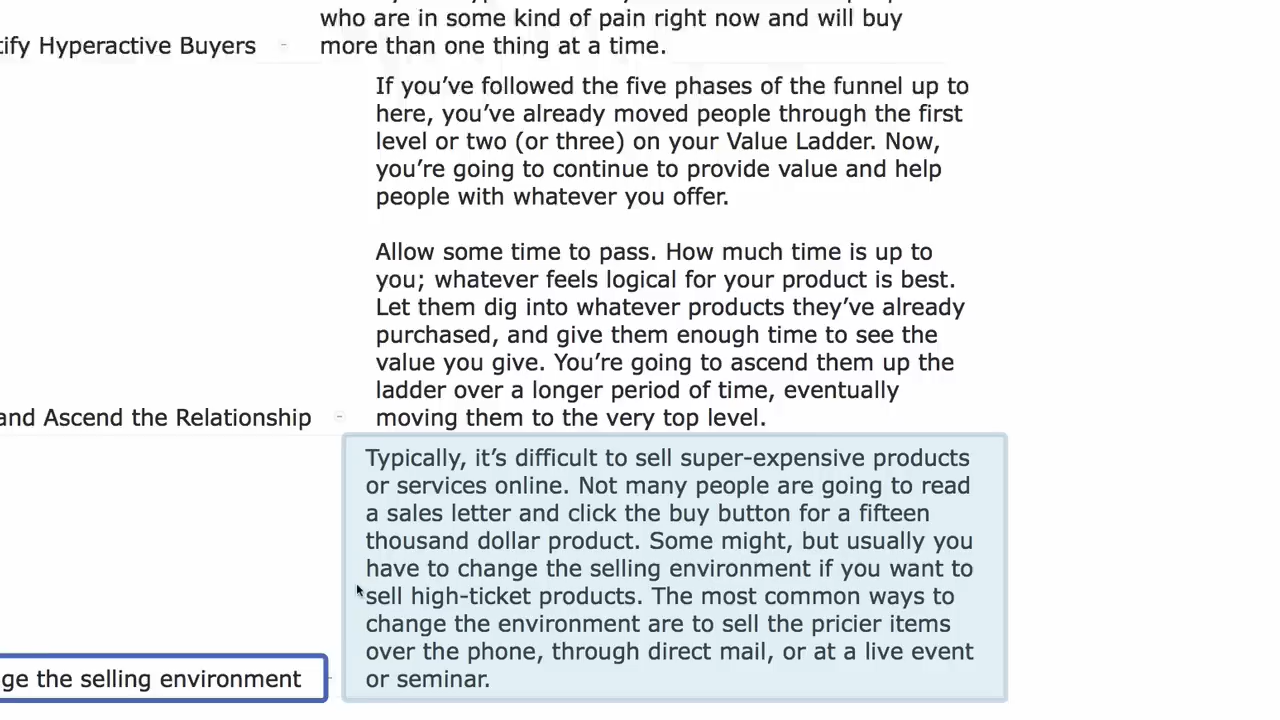 who are in some kind of pain right now and will buy
more than one thing at a time.
tify Hyperactive Buyers
If you’ve followed the five phases of the funnel up to
here, you’ve already moved people through the first
level or two (or three) on your Value Ladder. Now,
you’re going to continue to provide value and help
people with whatever you offer.
Allow some time to pass. How much time is up to
you; whatever feels logical for your product is best.
Let them dig into whatever products they’ve already
purchased, and give them enough time to see the
value you give. You’re going to ascend them up the
ladder over a longer period of time, eventually
moving them to the very top level.
and Ascend the Relationship
Typically, it’s difficult to sell super-expensive products
or services online. Not many people are going to read
a sales letter and click the buy button for a fifteen
thousand dollar product. Some might, but usually you
have to change the selling environment if you want to
sell high-ticket products. The most common ways to
change the environment are to sell the pricier items
over the phone, through direct mail, or at a live event
or seminar.
ge the selling environment